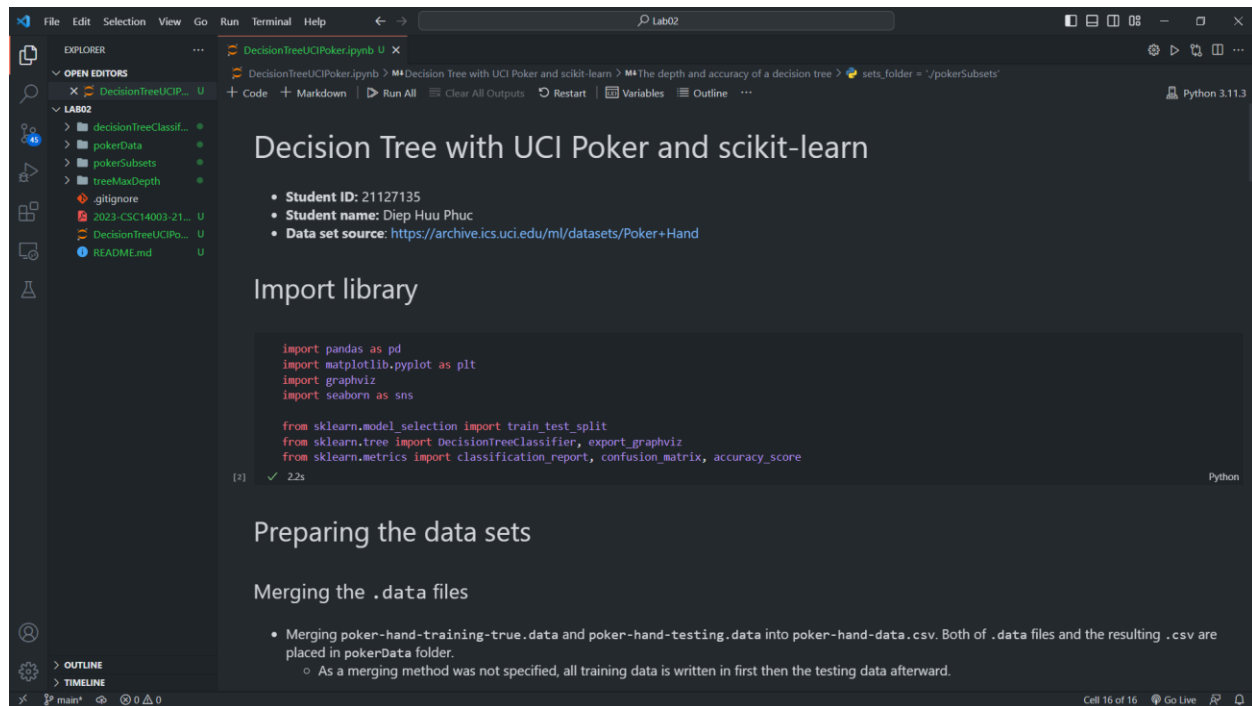 File Edit Selection View Go Run Terminal Help
Lab02
EXPLORER
OPEN EDITORS
DecisionTreeUCIP... U
LAB02
decisionTreeClassif...
pokerData
pokerSubsets
treeMaxDepth
.gitignore
2023-CSC14003-21... U
DecisionTreeUCIPo... U
README.md U
OUTLINE
TIMELINE
45
DecisionTreeUCIPoker.ipynb U
DecisionTreeUCIPoker.ipynb > M↓Decision Tree with UCI Poker and scikit-learn > M↓The depth and accuracy of a decision tree > sets_folder = './pokerSubsets'
+ Code + Markdown | Run All Clear All Outputs Restart | Variables Outline ...
Python 3.11.3
Decision Tree with UCI Poker and scikit-learn
• Student ID: 21127135
• Student name: Diep Huu Phuc
• Data set source: https://archive.ics.uci.edu/ml/datasets/Poker+Hand
Import library
import pandas as pd
import matplotlib.pyplot as plt
import graphviz
import seaborn as sns
from sklearn.model_selection import train_test_split
from sklearn.tree import DecisionTreeClassifier, export_graphviz
from sklearn.metrics import classification_report, confusion_matrix, accuracy_score
[2] ✓ 2.2s Python
Preparing the data sets
Merging the .data files
• Merging poker-hand-training-true.data and poker-hand-testing.data into poker-hand-data.csv. Both of .data files and the resulting .csv are
placed in pokerData folder.
○ As a merging method was not specified, all training data is written in first then the testing data afterward.
main* 0 0 Cell 16 of 16 Go Live